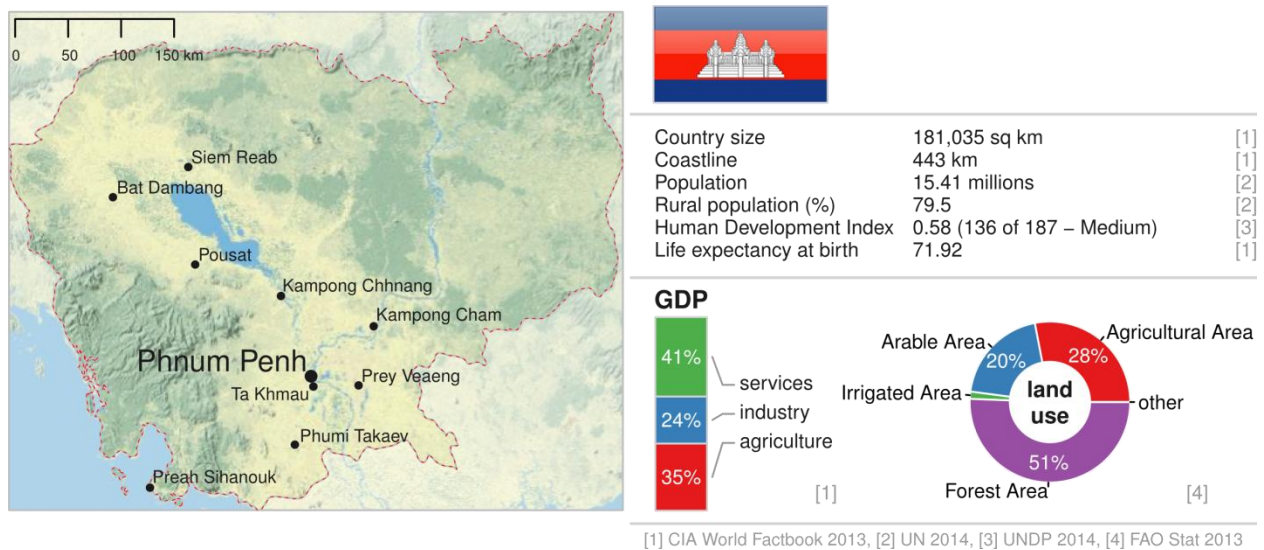 0 50 100 150 km
Siem Reab
Bat Dambang
Pousat
Kampong Chhnang
Kampong Cham
Phnum Penh
Prey Veaeng
Ta Khmau
Phumi Takaev
Preah Sihanouk
Country size 181,035 sq km [1]
Coastline 443 km [1]
Population 15.41 millions [2]
Rural population (%) 79.5 [2]
Human Development Index 0.58 (136 of 187 – Medium) [3]
Life expectancy at birth 71.92 [1]
GDP
41%
services
24%
industry
agriculture
35%
[1]
Agricultural Area
Arable Area
28%
20%
Irrigated Area
land
use
other
51%
Forest Area
[4]
[1] CIA World Factbook 2013, [2] UN 2014, [3] UNDP 2014, [4] FAO Stat 2013